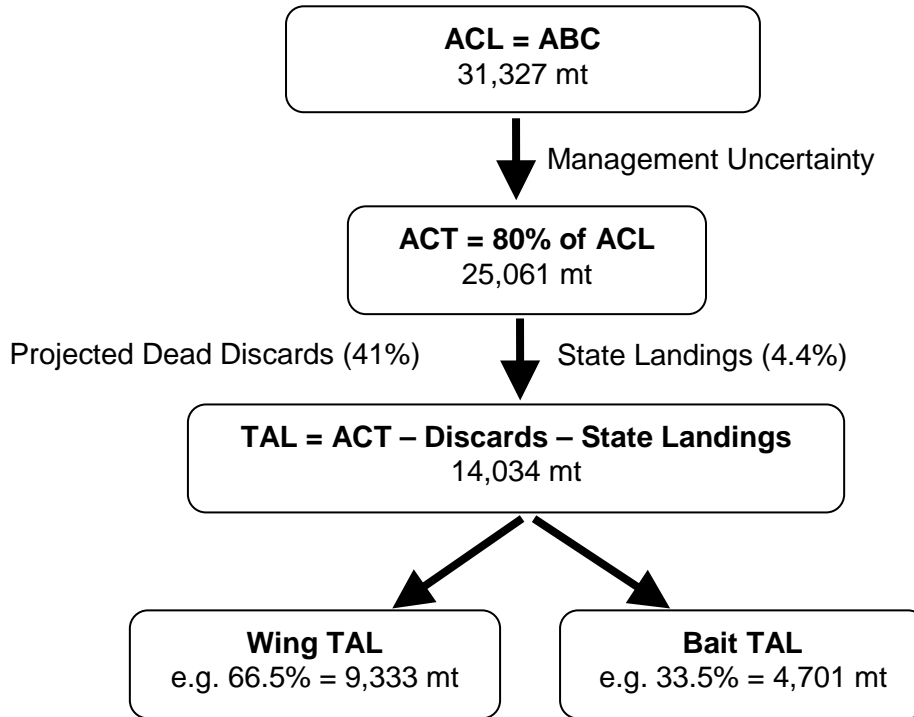 ACL = ABC
31,327 mt
Management Uncertainty
ACT = 80% of ACL
25,061 mt
Projected Dead Discards (41%)
State Landings (4.4%)
TAL = ACT – Discards – State Landings
14,034 mt
Wing TAL
e.g. 66.5% = 9,333 mt
Bait TAL
e.g. 33.5% = 4,701 mt